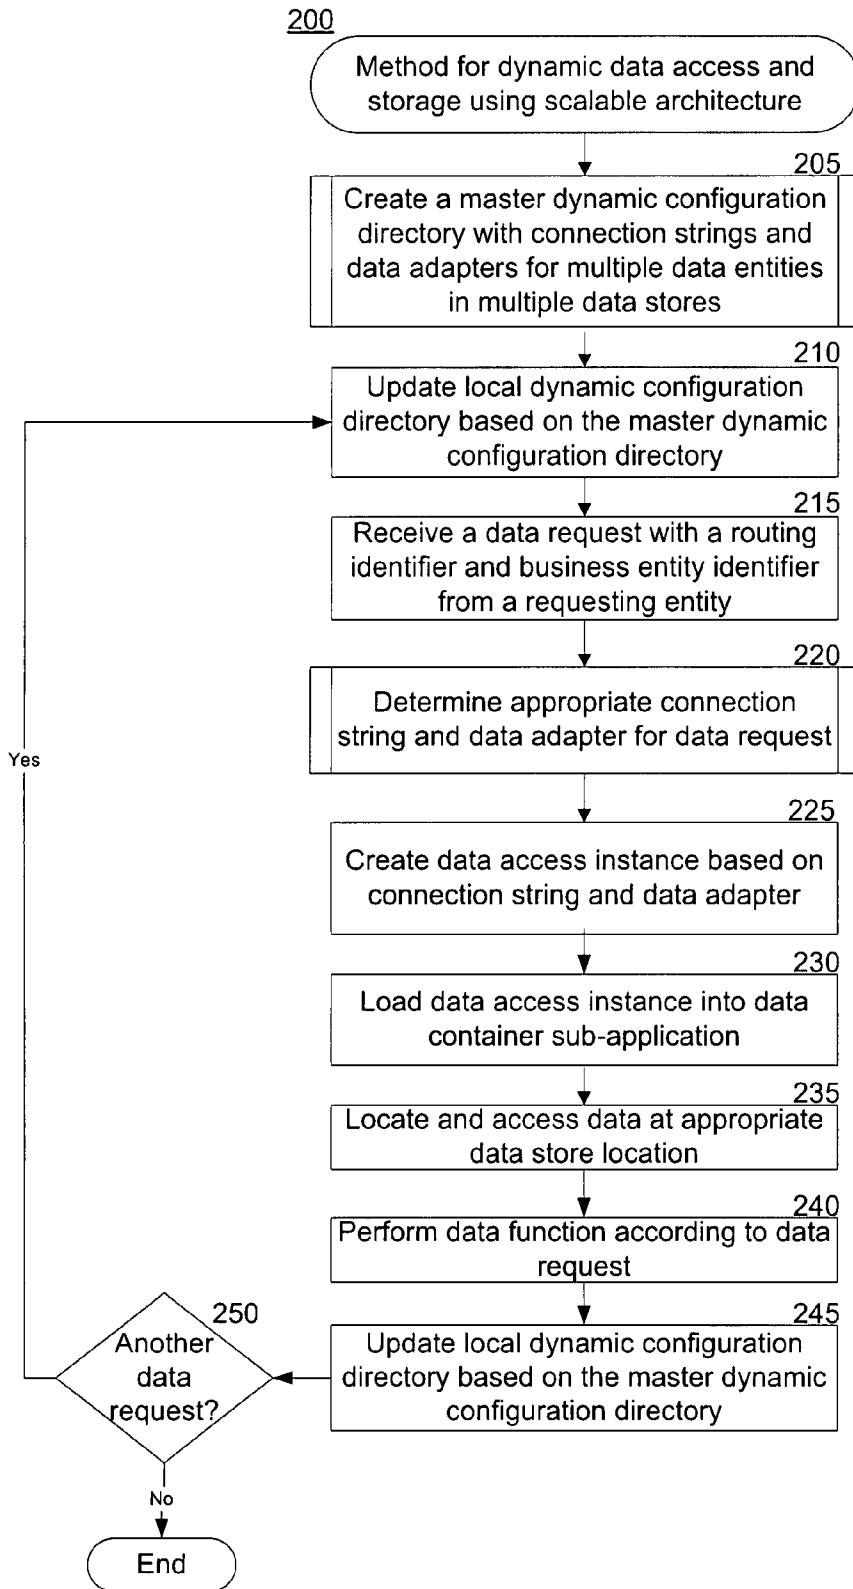 200
Method for dynamic data access and
storage using scalable architecture
205
Create a master dynamic configuration
directory with connection strings and
data adapters for multiple data entities
in multiple data stores
210
Update local dynamic configuration
directory based on the master dynamic
configuration directory
215
Receive a data request with a routing
identifier and business entity identifier
from a requesting entity
220
Determine appropriate connection
string and data adapter for data request
Yes
225
Create data access instance based on
connection string and data adapter
230
Load data access instance into data
container sub-application
235
Locate and access data at appropriate
data store location
240
Perform data function according to data
request
245
Update local dynamic configuration
directory based on the master dynamic
configuration directory
250
Another
data
request?
No
End